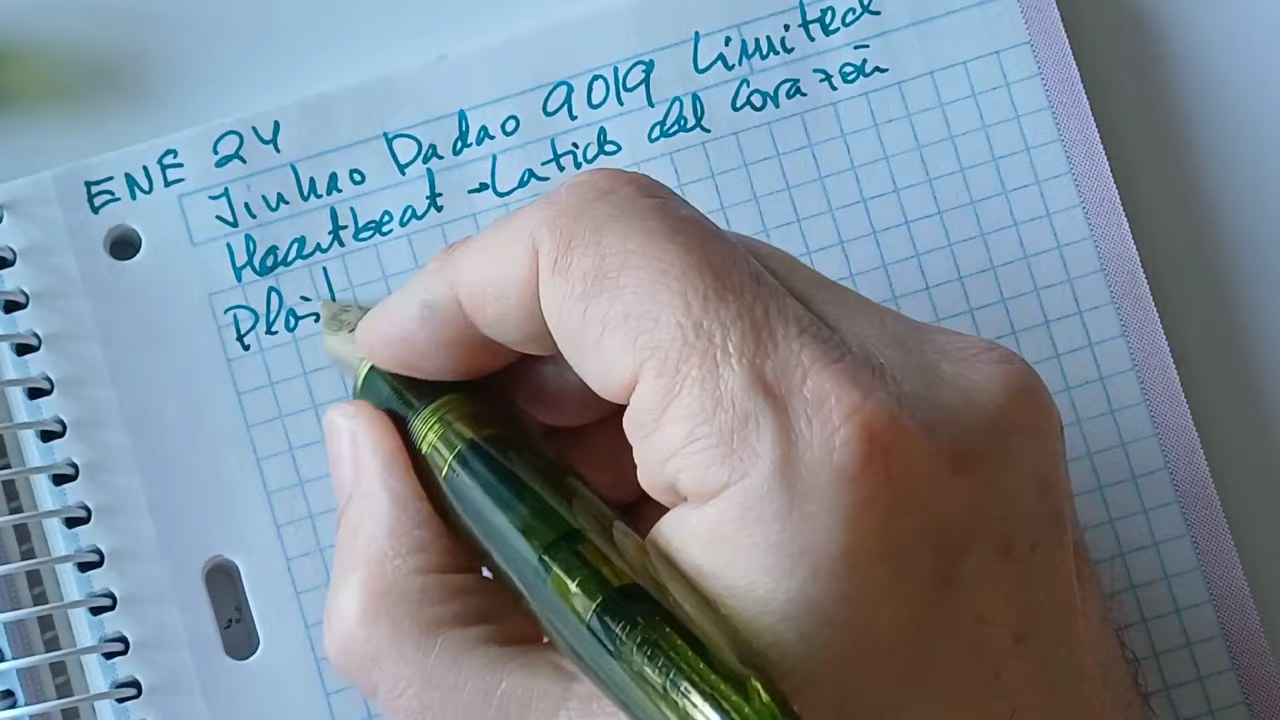 ENE 24
Jinhao Dadao 9019 Limited
Heartbeat → Latido del Corazón